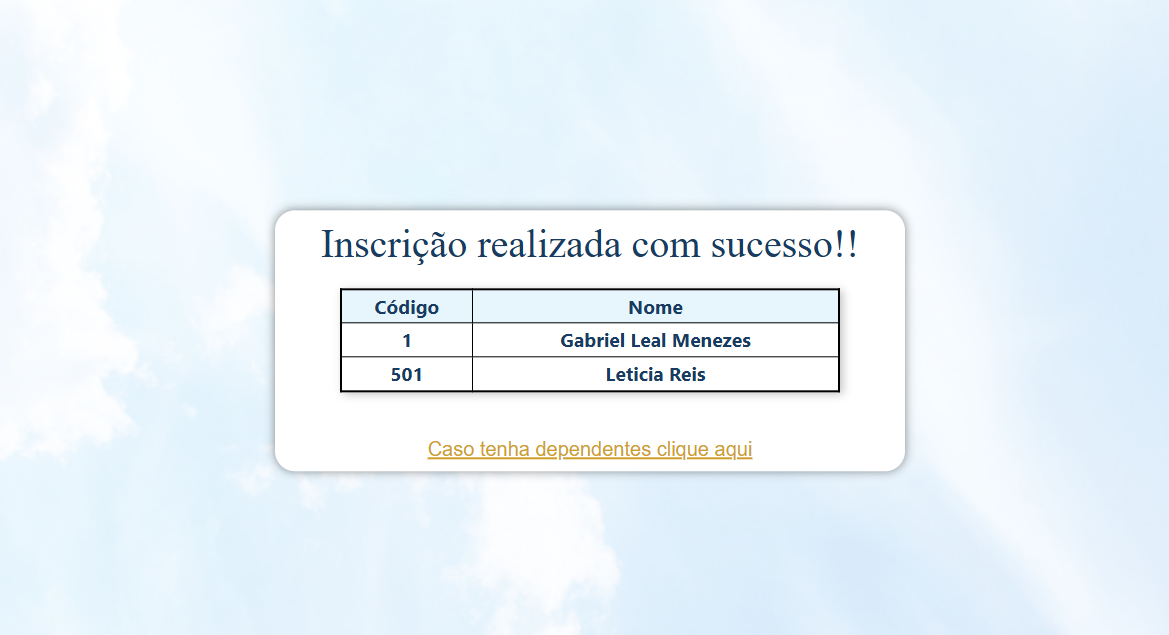 Inscrição realizada com sucesso!!
Código Nome
1 Gabriel Leal Menezes
501 Leticia Reis
Caso tenha dependentes clique aqui